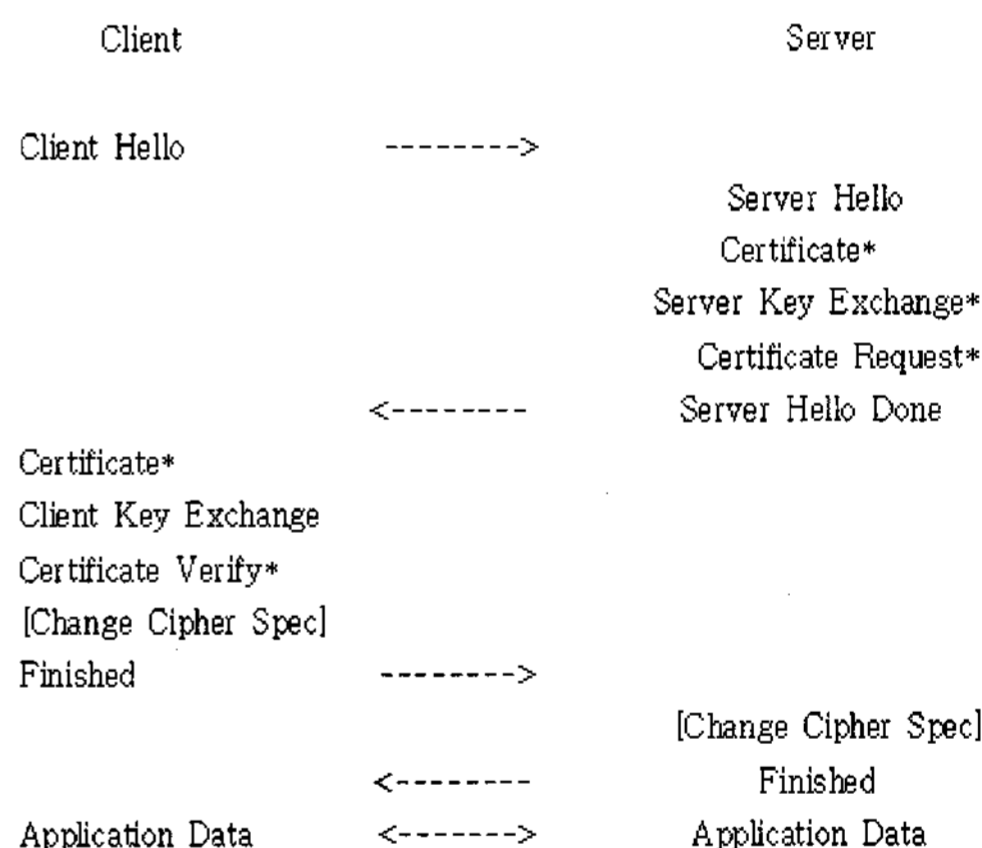 Client Server
Client Hello -------->
Server Hello
Certificate*
Server Key Exchange*
Certificate Request*
<-------- Server Hello Done
Certificate*
Client Key Exchange
Certificate Verify*
[Change Cipher Spec]
Finished -------->
[Change Cipher Spec]
<-------- Finished
Application Data <-------> Application Data